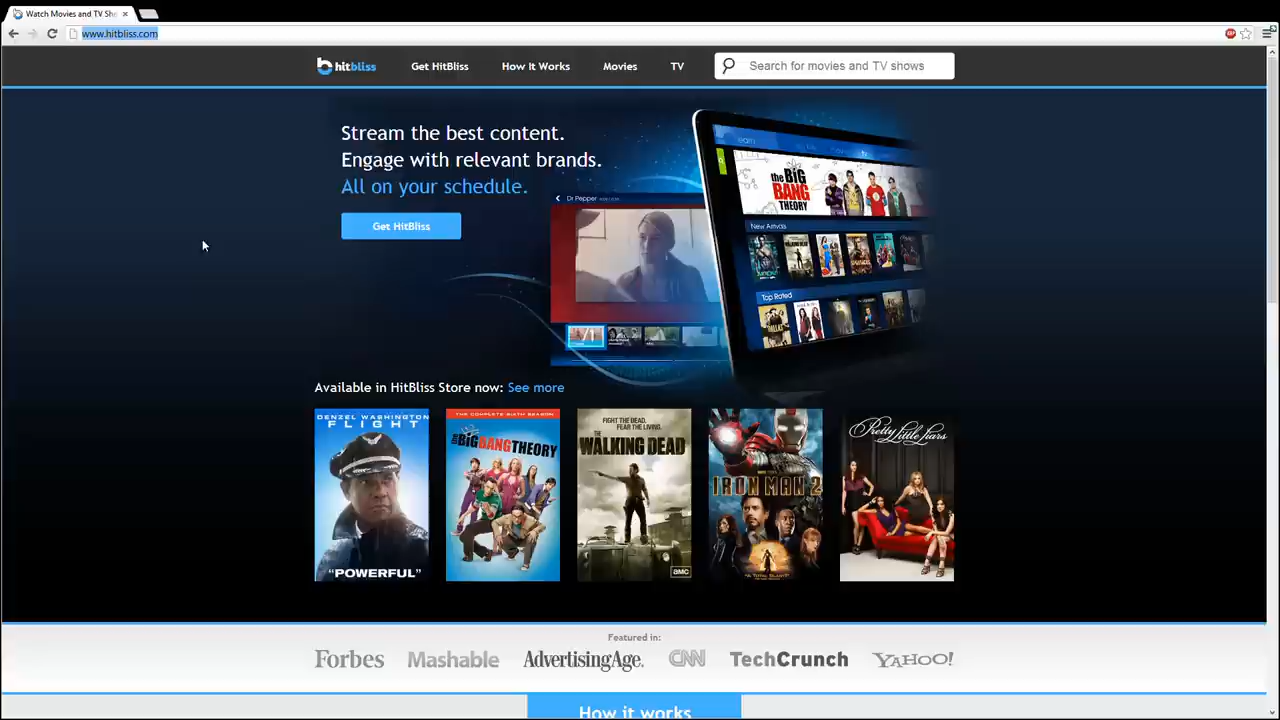 Watch Movies and TV Sh
www.hitbliss.com
hitbliss
Get HitBliss
How It Works
Movies
TV
Search for movies and TV shows
Stream the best content.
Engage with relevant brands.
All on your schedule.
Get HitBliss
Dr Pepper
earn
tv
the BIG
BANG
THEORY
New Arrivals
Top Rated
Available in HitBliss Store now: See more
DENZEL WASHINGTON
FLIGHT
"POWERFUL"
THE COMPLETE SIXTH SEASON
THE BIG BANG THEORY
FIGHT THE DEAD.
FEAR THE LIVING.
THE
WALKING DEAD
amc
IRON MAN 2
Pretty Little Liars
Featured in:
Forbes
Mashable
AdvertisingAge.
CNN
TechCrunch
YAHOO!
How it works